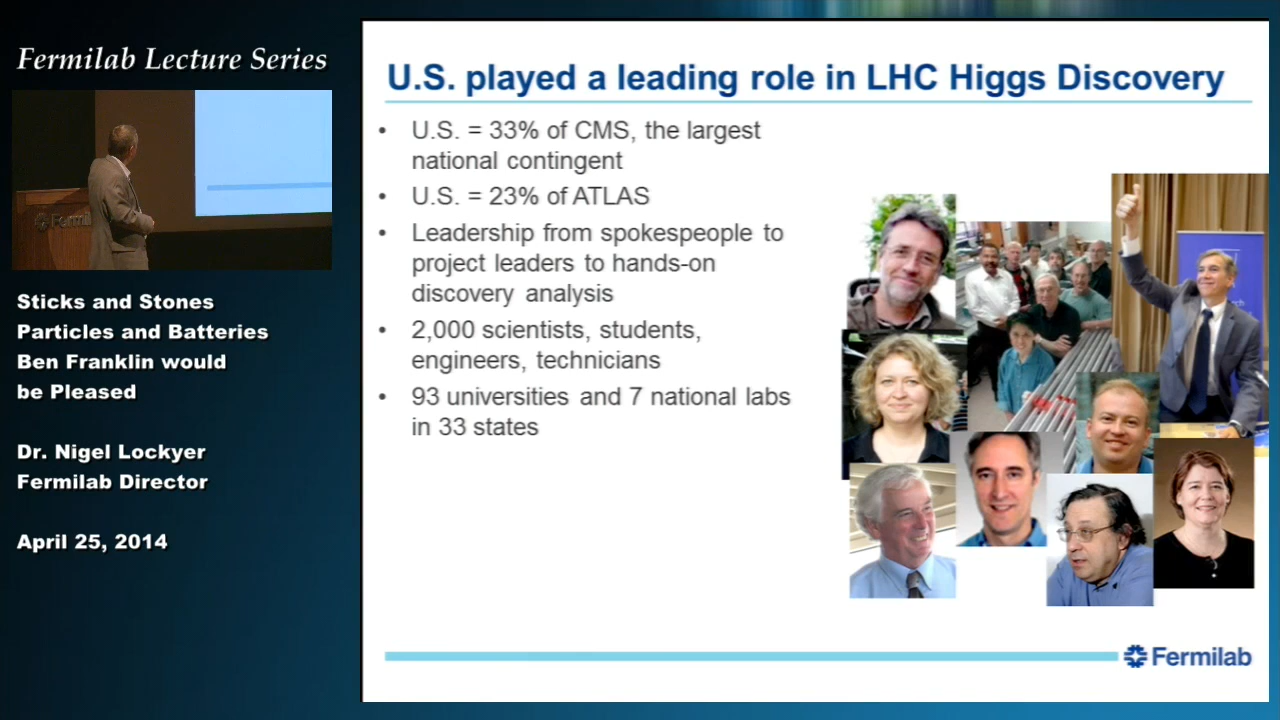 Fermilab Lecture Series
Fermil
Sticks and Stones
Particles and Batteries
Ben Franklin would
be Pleased
Dr. Nigel Lockyer
Fermilab Director
April 25, 2014
U.S. played a leading role in LHC Higgs Discovery
• U.S. = 33% of CMS, the largest
national contingent
• U.S. = 23% of ATLAS
• Leadership from spokespeople to
project leaders to hands-on
discovery analysis
• 2,000 scientists, students,
engineers, technicians
• 93 universities and 7 national labs
in 33 states
Fermilab